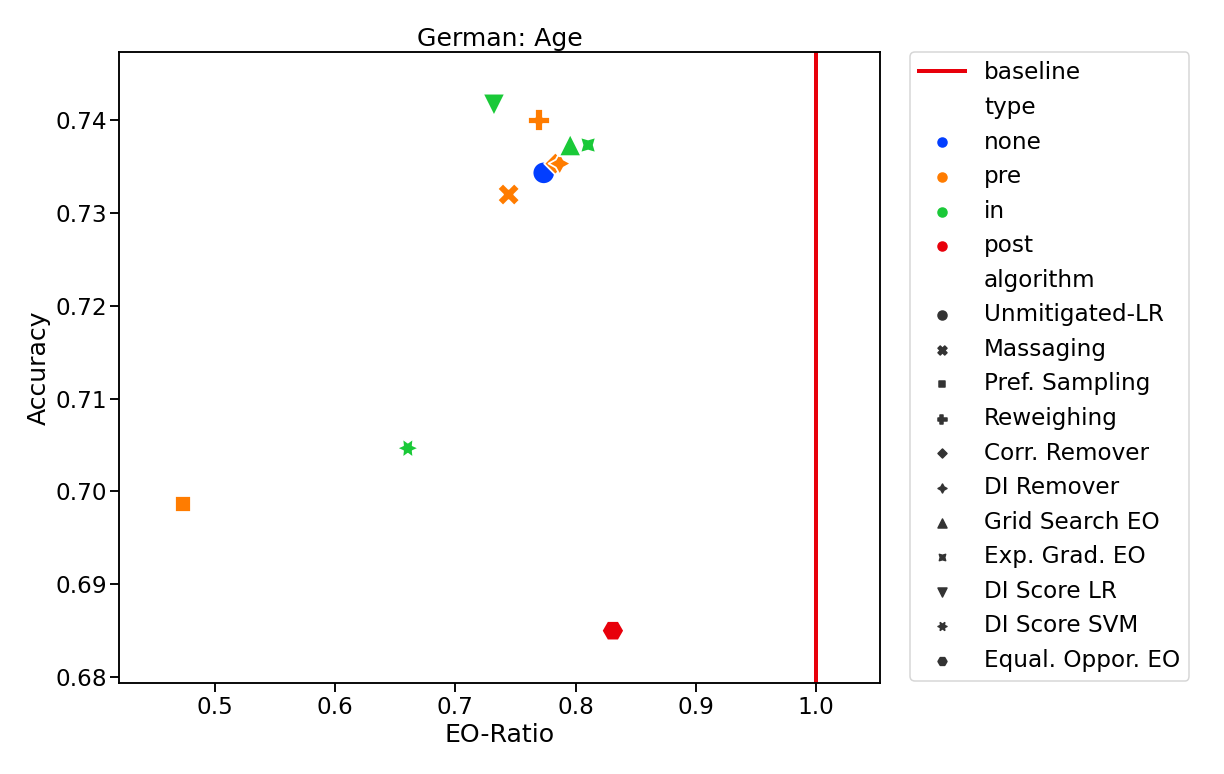 German: Age
0.74
0.73
0.72
0.71
0.70
0.69
0.68
Accuracy
0.5 0.6 0.7 0.8 0.9 1.0
EO-Ratio
baseline
type
none
pre
in
post
algorithm
Unmitigated-LR
Massaging
Pref. Sampling
Reweighing
Corr. Remover
DI Remover
Grid Search EO
Exp. Grad. EO
DI Score LR
DI Score SVM
Equal. Oppor. EO